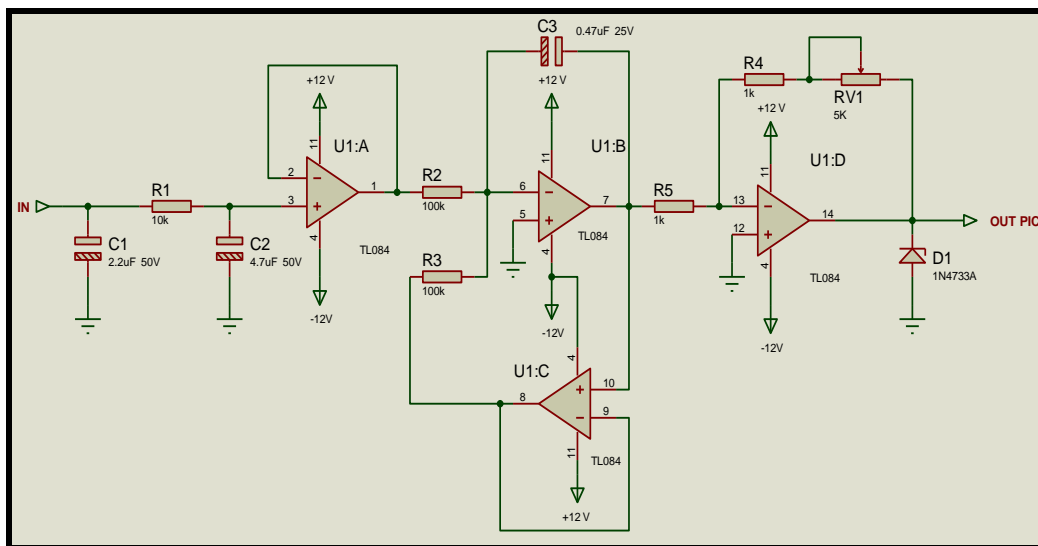 C3
0.47uF 25V
+12 V
11
U1:A
2
3
1
4
TL084
-12V
IN
R1
10k
C1
2.2uF 50V
C2
4.7uF 50V
R2
100k
R3
100k
+12 V
11
U1:B
6
5
7
4
TL084
-12V
R5
1k
R4
1k
RV1
5K
+12 V
11
U1:D
13
12
14
4
TL084
-12V
OUT PIC
D1
1N4733A
U1:C
4
8
10
9
11
TL084
+12 V